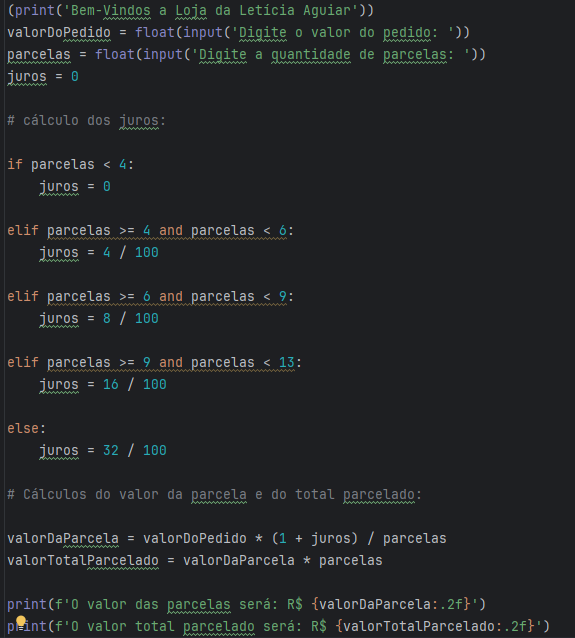 (print('Bem-Vindos a Loja da Letícia Aguiar'))
valorDoPedido = float(input('Digite o valor do pedido: '))
parcelas = float(input('Digite a quantidade de parcelas: '))
juros = 0
# cálculo dos juros:
if parcelas < 4:
    juros = 0
elif parcelas >= 4 and parcelas < 6:
    juros = 4 / 100
elif parcelas >= 6 and parcelas < 9:
    juros = 8 / 100
elif parcelas >= 9 and parcelas < 13:
    juros = 16 / 100
else:
    juros = 32 / 100
# Cálculos do valor da parcela e do total parcelado:
valorDaParcela = valorDoPedido * (1 + juros) / parcelas
valorTotalParcelado = valorDaParcela * parcelas
print(f'O valor das parcelas será: R$ {valorDaParcela:.2f}')
print(f'O valor total parcelado será: R$ {valorTotalParcelado:.2f}')